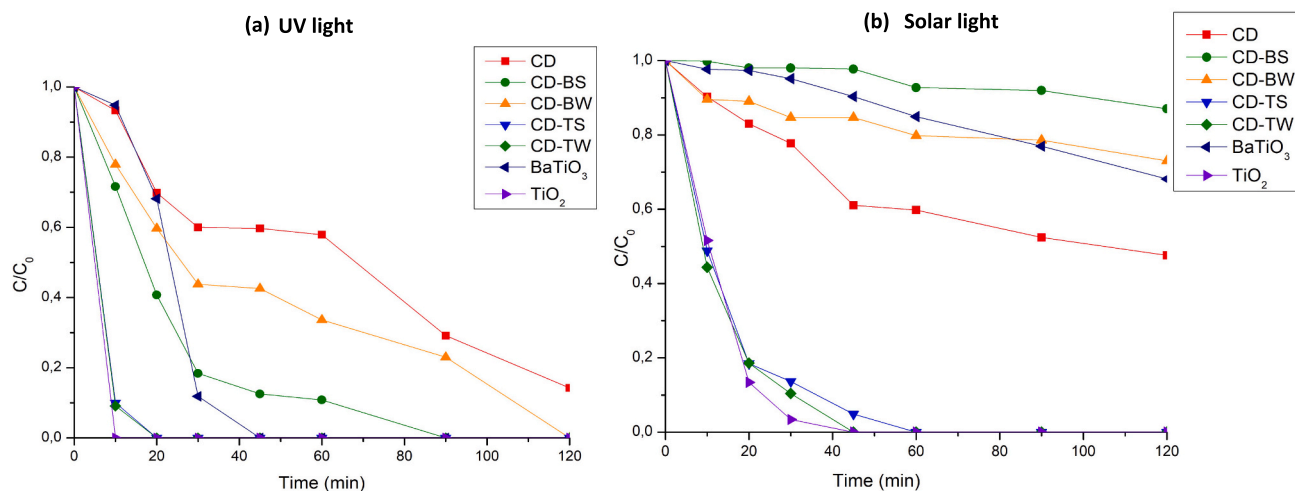 (a) UV light
CD
CD-BS
CD-BW
CD-TS
CD-TW
BaTiO3
TiO2
1,0
0,8
0,6
0,4
0,2
0,0
C/C0
0
20
40
60
80
100
120
Time (min)
(b) Solar light
CD
CD-BS
CD-BW
CD-TS
CD-TW
BaTiO3
TiO2
1,0
0,8
0,6
0,4
0,2
0,0
C/C0
0
20
40
60
80
100
120
Time (min)